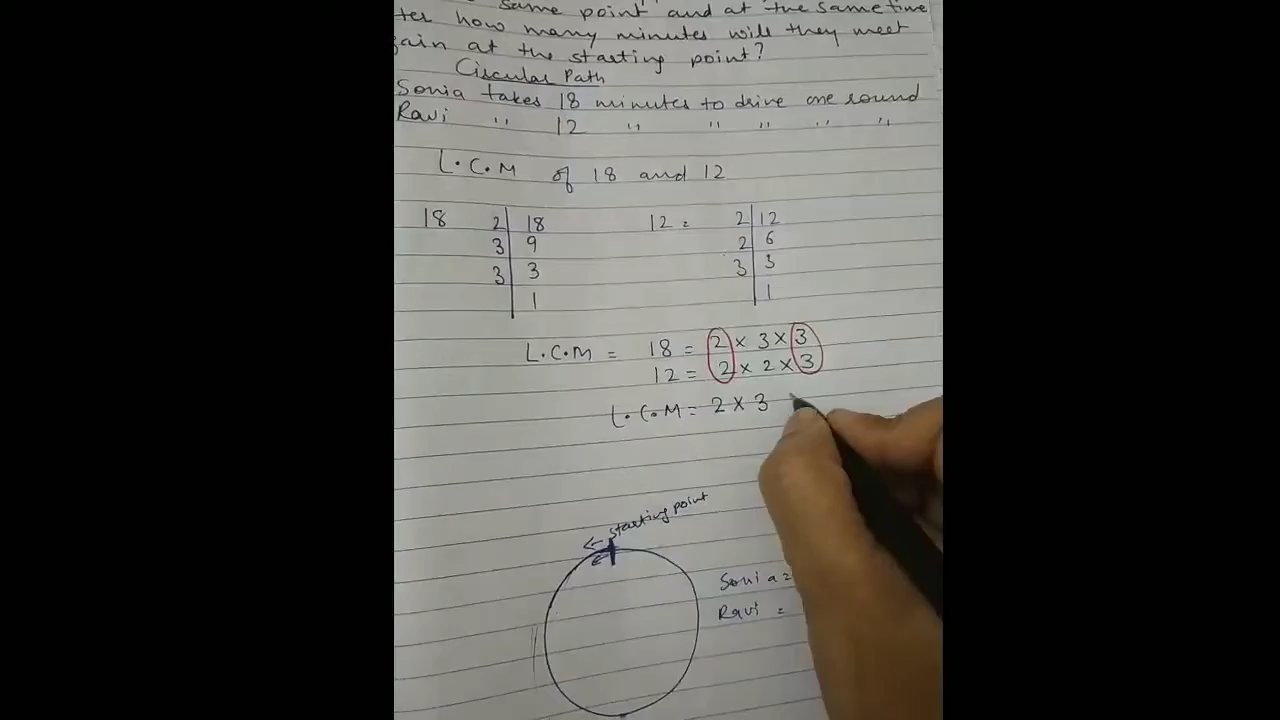 same point and at the same time
how many minutes will they meet
at the starting point?
Circular Path
Sonia takes 18 minutes to drive one round
Ravi " 12 " " " " "
L.C.M of 18 and 12
18 2 18 12 = 2 12
3 9 2 6
3 3 3 3
1 1
L.C.M = 18 = 2 × 3 × 3
12 = 2 × 2 × 3
L.C.M = 2 × 3
← starting point
←
Sonia =
Ravi =